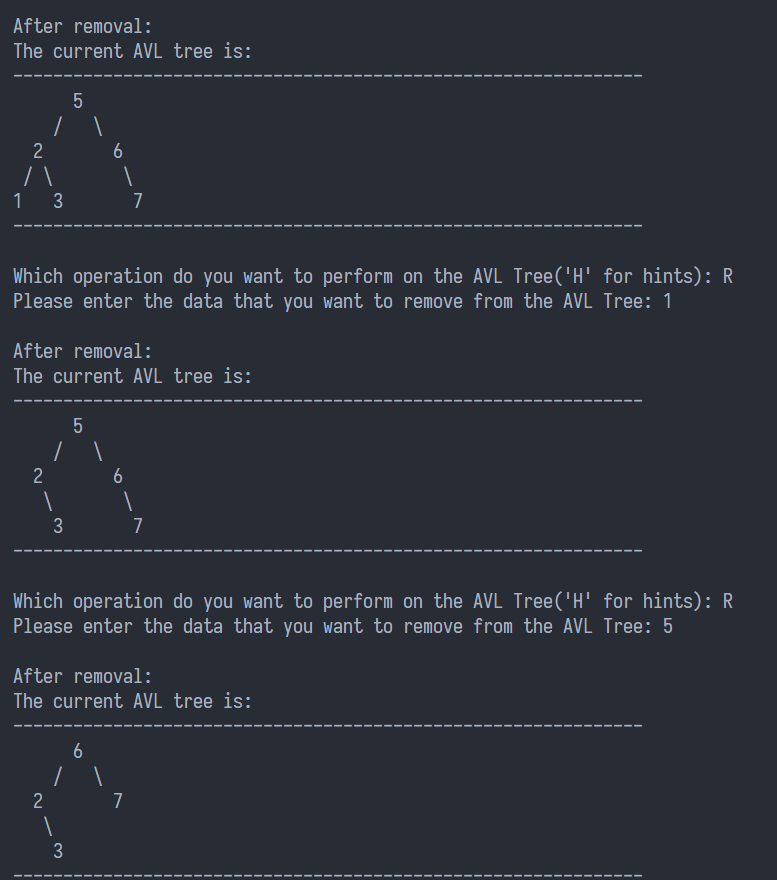 After removal:
The current AVL tree is:
---------------------------------------------------------------
      5
    /   \
  2       6
 / \       \
1   3       7
---------------------------------------------------------------
Which operation do you want to perform on the AVL Tree('H' for hints): R
Please enter the data that you want to remove from the AVL Tree: 1
After removal:
The current AVL tree is:
---------------------------------------------------------------
      5
    /   \
  2       6
   \       \
    3       7
---------------------------------------------------------------
Which operation do you want to perform on the AVL Tree('H' for hints): R
Please enter the data that you want to remove from the AVL Tree: 5
After removal:
The current AVL tree is:
---------------------------------------------------------------
      6
    /   \
  2       7
   \
    3
---------------------------------------------------------------